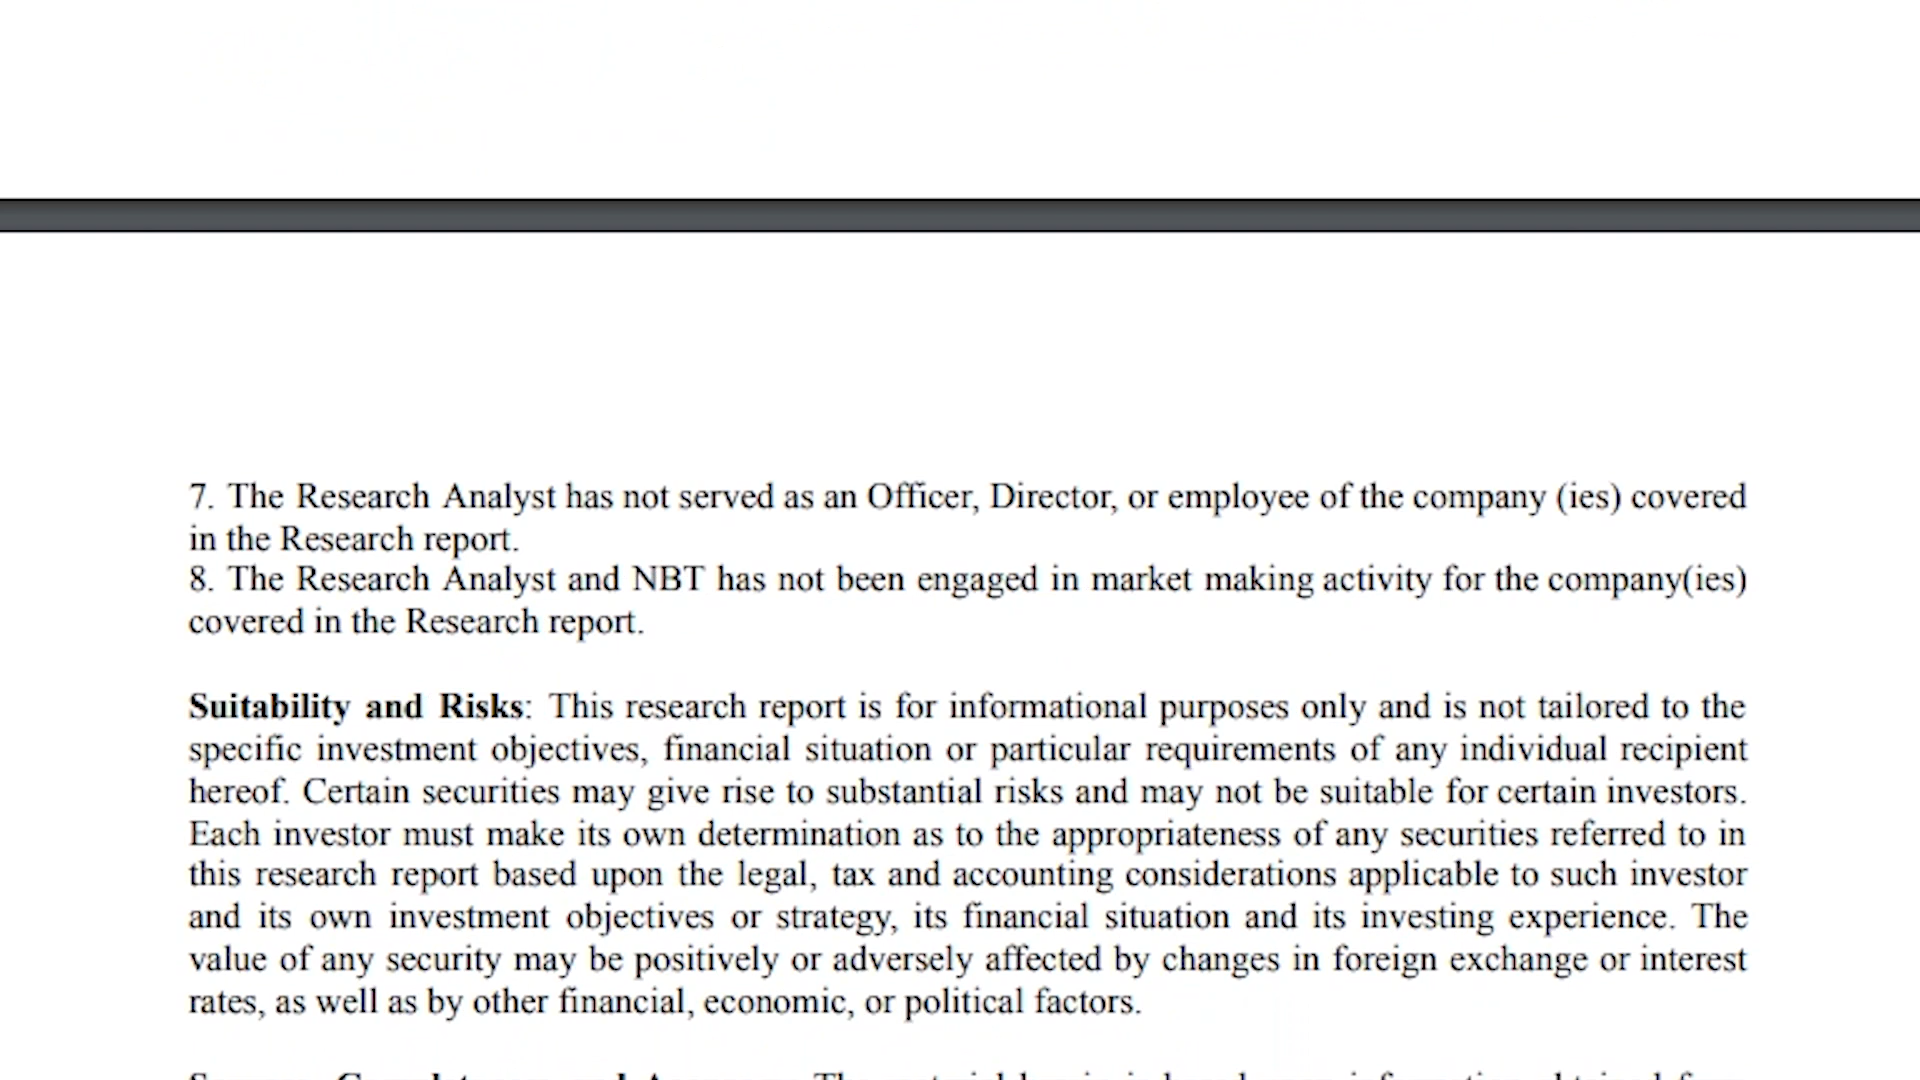 7. The Research Analyst has not served as an Officer, Director, or employee of the company (ies) covered
in the Research report.
8. The Research Analyst and NBT has not been engaged in market making activity for the company(ies)
covered in the Research report.
Suitability and Risks: This research report is for informational purposes only and is not tailored to the
specific investment objectives, financial situation or particular requirements of any individual recipient
hereof. Certain securities may give rise to substantial risks and may not be suitable for certain investors.
Each investor must make its own determination as to the appropriateness of any securities referred to in
this research report based upon the legal, tax and accounting considerations applicable to such investor
and its own investment objectives or strategy, its financial situation and its investing experience. The
value of any security may be positively or adversely affected by changes in foreign exchange or interest
rates, as well as by other financial, economic, or political factors.